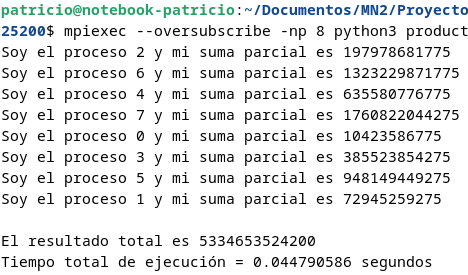 patricio@notebook-patricio:~/Documentos/MN2/Proyecto
25200$ mpiexec --oversubscribe -np 8 python3 product
Soy el proceso 2 y mi suma parcial es 197978681775
Soy el proceso 6 y mi suma parcial es 1323229871775
Soy el proceso 4 y mi suma parcial es 635580776775
Soy el proceso 7 y mi suma parcial es 1760822044275
Soy el proceso 0 y mi suma parcial es 10423586775
Soy el proceso 3 y mi suma parcial es 385523854275
Soy el proceso 5 y mi suma parcial es 948149449275
Soy el proceso 1 y mi suma parcial es 72945259275
El resultado total es 5334653524200
Tiempo total de ejecución = 0.044790586 segundos